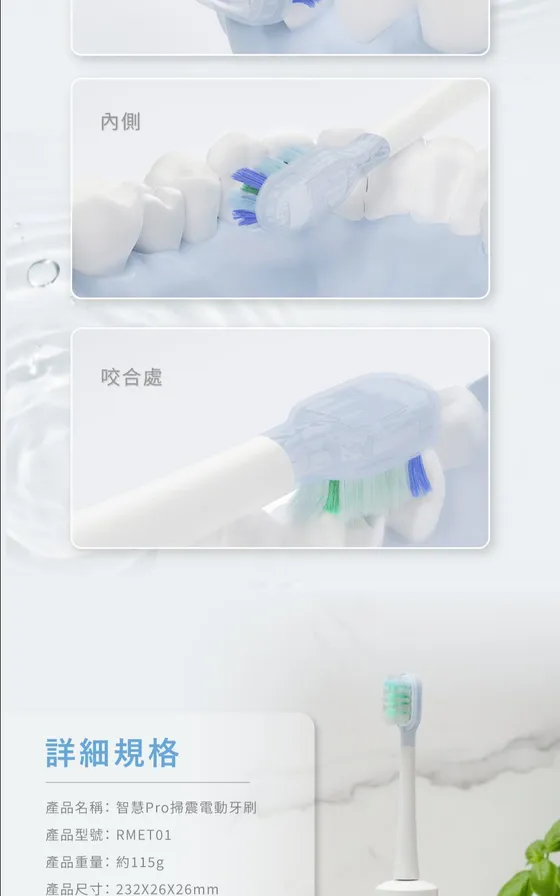 內側
咬合處
詳細規格
產品名稱：智慧Pro掃震電動牙刷
產品型號：RMET01
產品重量：約115g
產品尺寸：232X26X26mm